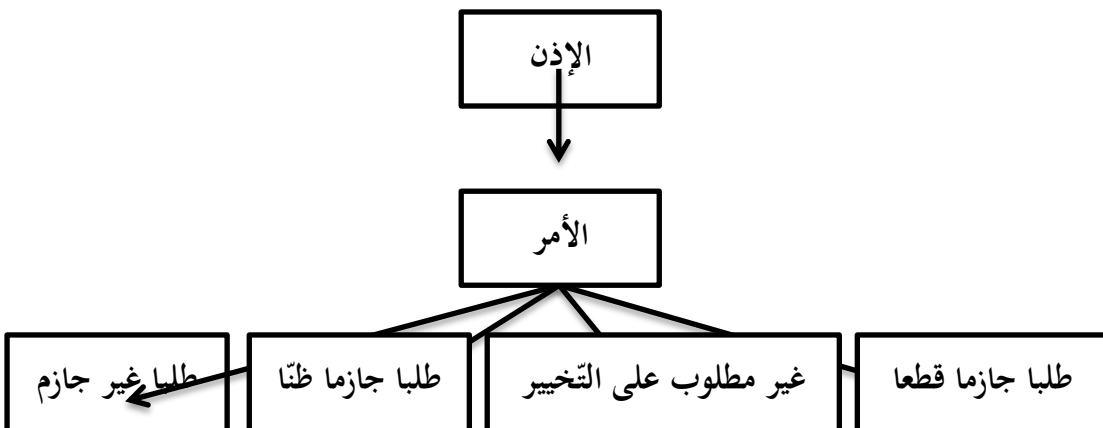 الإذن
الأمر
طلبا جازما قطعا
غير مطلوب على التّخيير
طلبا جازما ظنّا
طلبا غير جازم